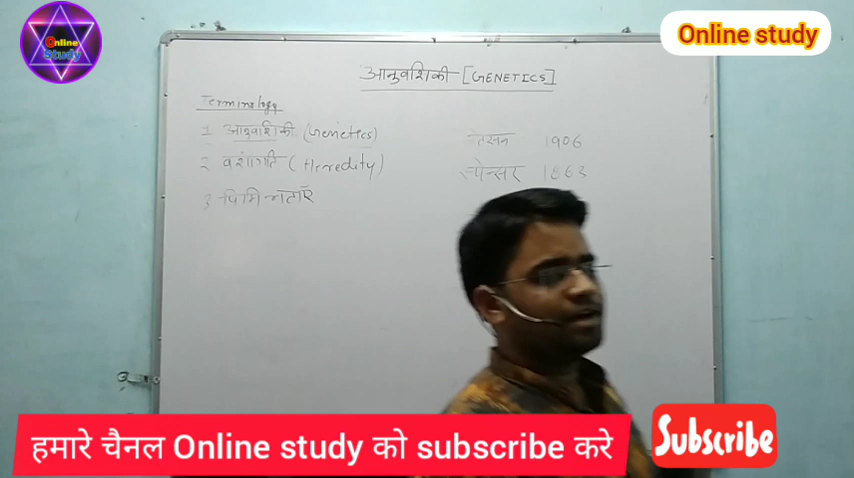 Online
Study
Online study
आनुवशिकी [GENETICS]
Terminology
1 आनुवाशिकी (Genetics)
बेटसन 1906
2 वंशागति (Heredity)
स्पेन्सर 1863
3 विभिन्नताएँ
हमारे चैनल Online study को subscribe करे
Subscribe